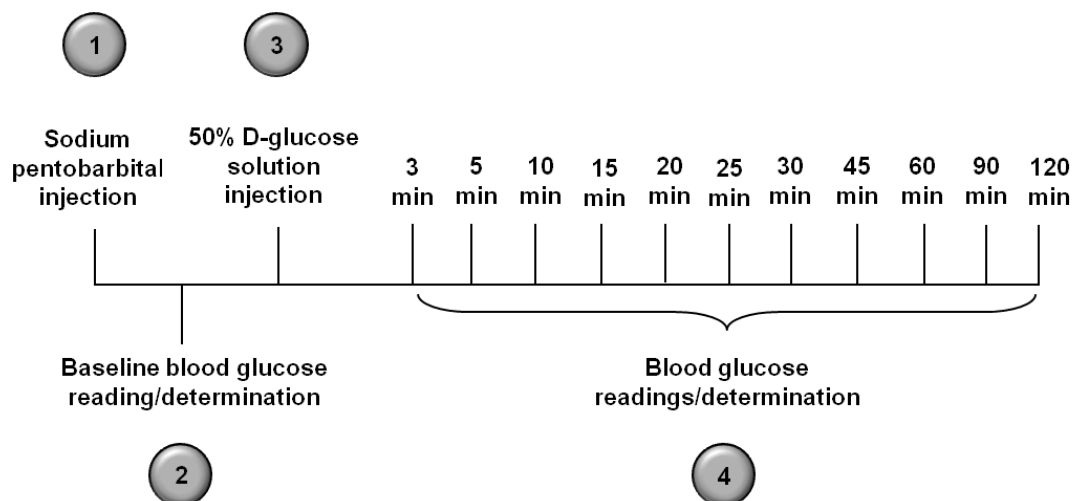 1
3
Sodium
pentobarbital
injection
50% D-glucose
solution
injection
3
min
5
min
10
min
15
min
20
min
25
min
30
min
45
min
60
min
90
min
120
min
Baseline blood glucose
reading/determination
Blood glucose
readings/determination
2
4